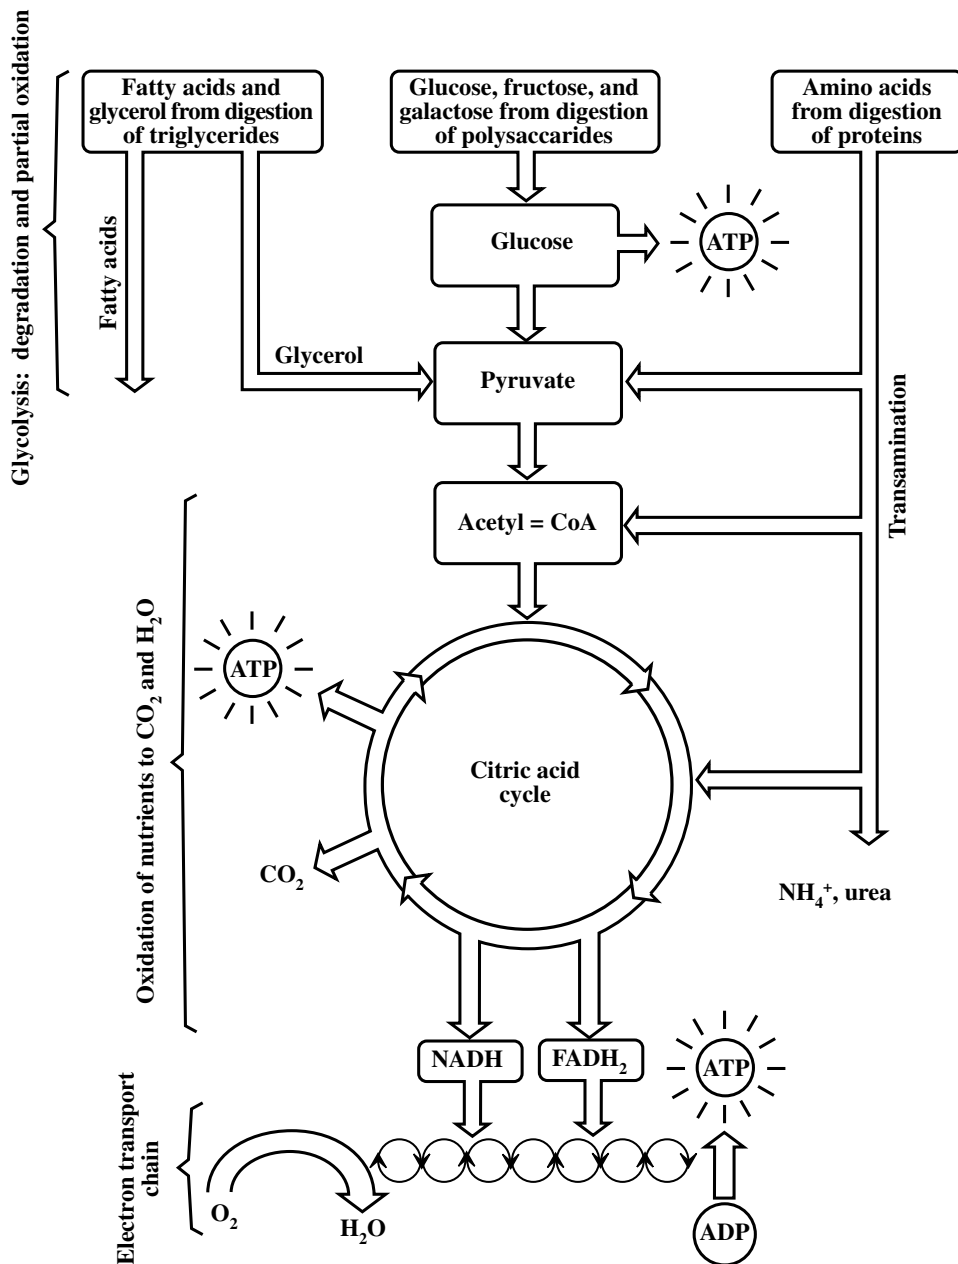 Glycolysis:  degradation and partial oxidation
Fatty acids and
glycerol from digestion
of triglycerides
Glucose, fructose, and
galactose from digestion
of polysaccarides
Amino acids
from digestion
of proteins
Fatty acids
Glucose
ATP
Glycerol
Pyruvate
Transamination
Acetyl = CoA
Oxidation of nutrients to CO₂ and H₂O
ATP
Citric acid
cycle
CO₂
NH₄⁺, urea
NADH
FADH₂
ATP
Electron transport
chain
O₂
H₂O
ADP